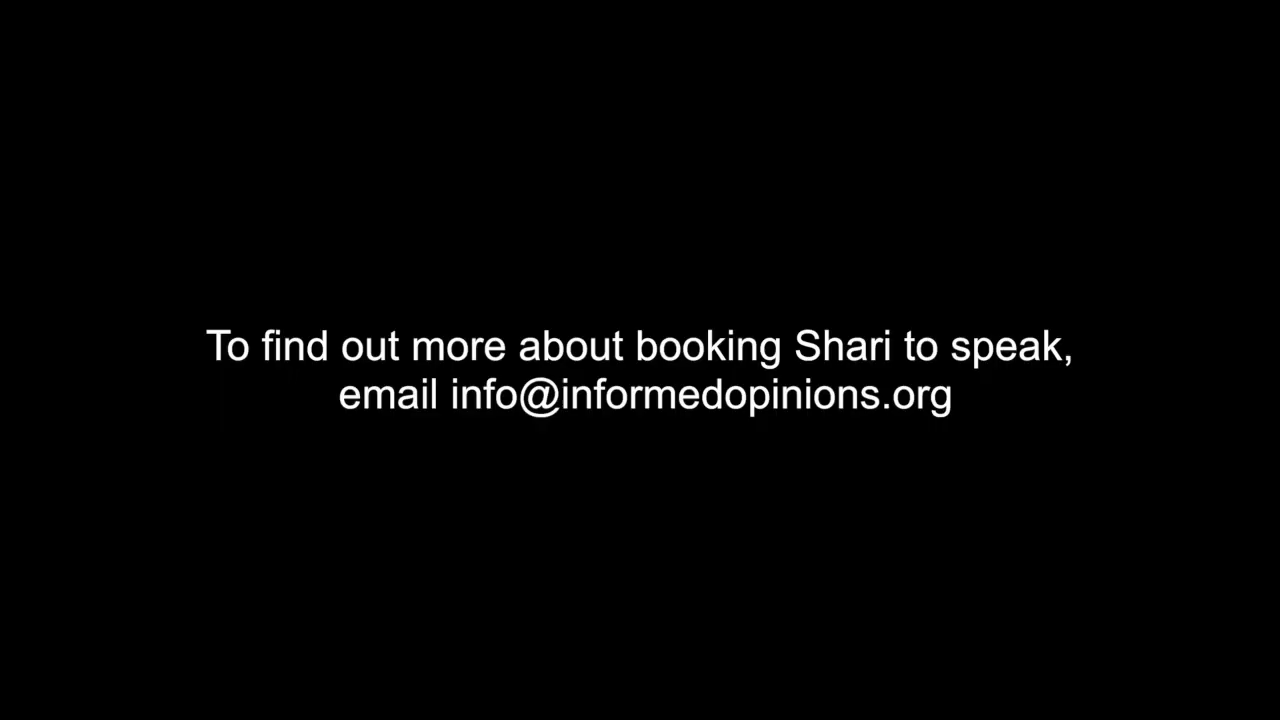 To find out more about booking Shari to speak,
email info@informedopinions.org